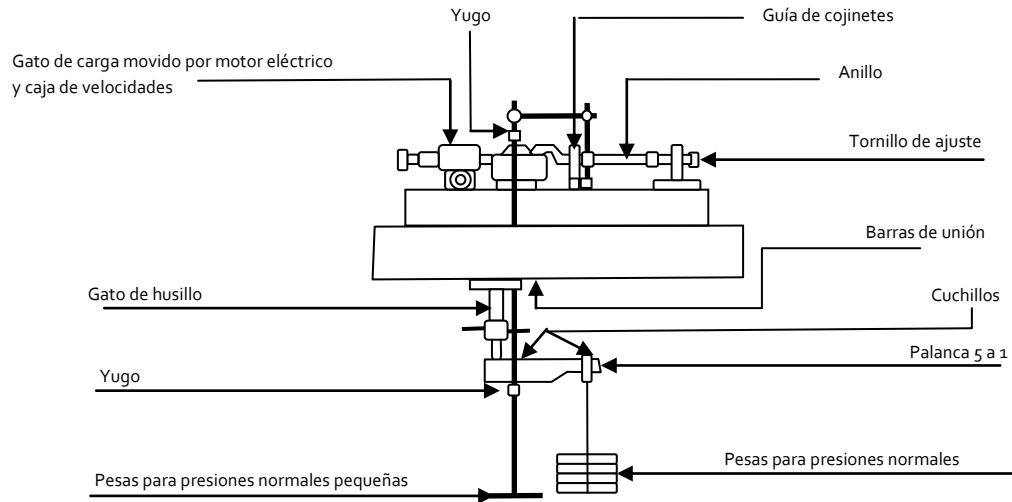 Yugo
Guía de cojinetes
Gato de carga movido por motor eléctrico
y caja de velocidades
Anillo
Tornillo de ajuste
Barras de unión
Gato de husillo
Cuchillos
Palanca 5 a 1
Yugo
Pesas para presiones normales
Pesas para presiones normales pequeñas